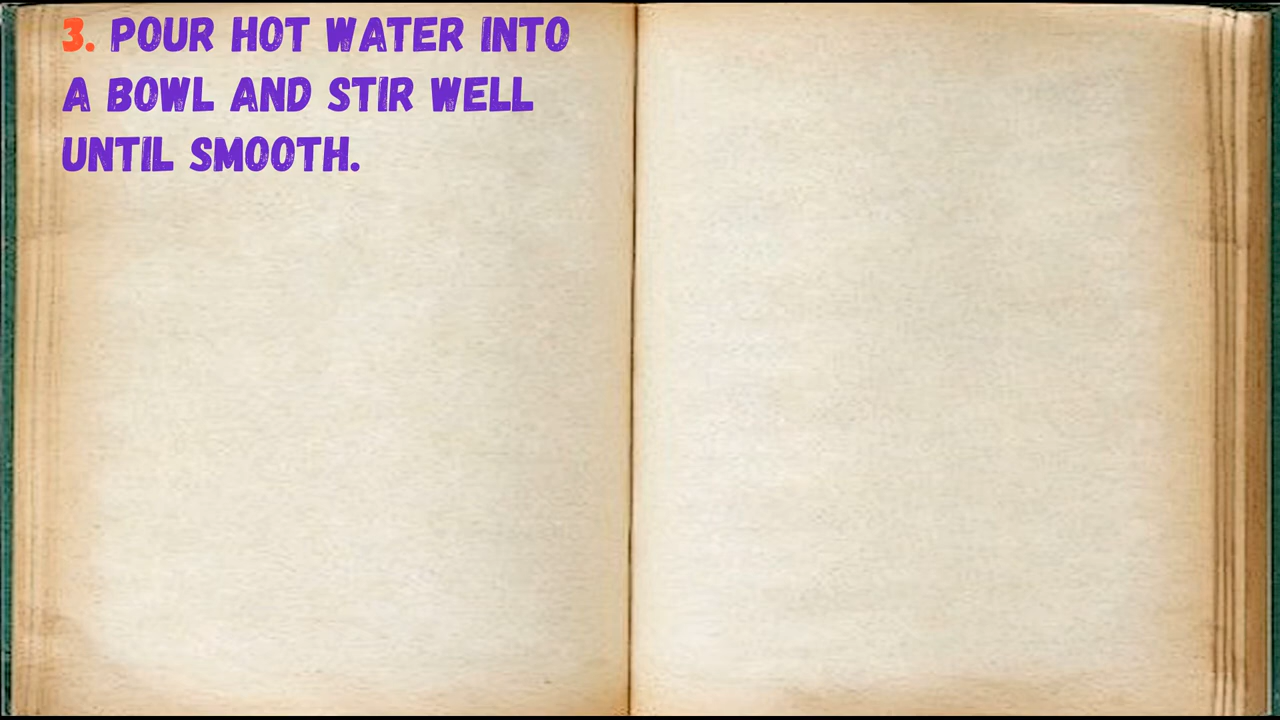 3. POUR HOT WATER INTO
A BOWL AND STIR WELL
UNTIL SMOOTH.